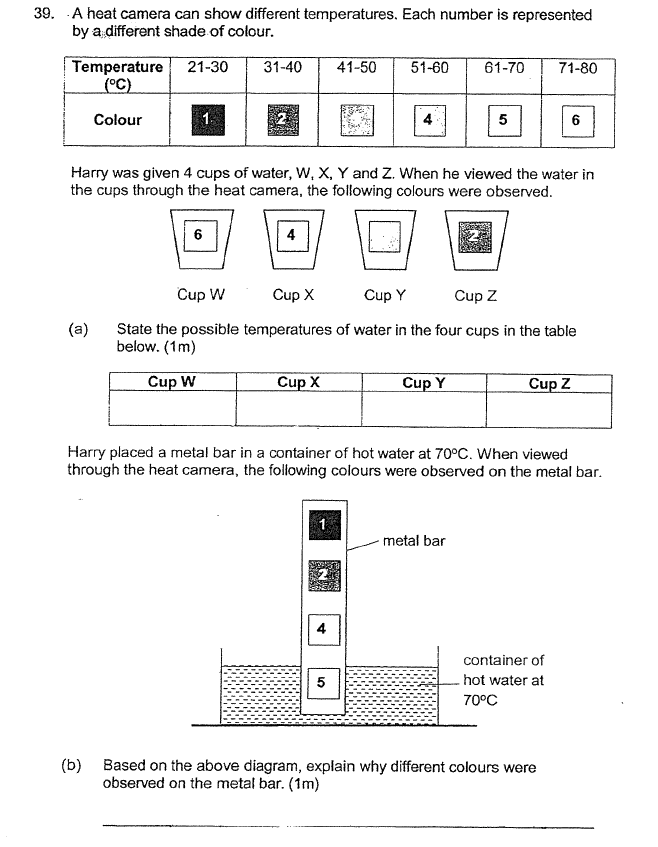 39. A heat camera can show different temperatures. Each number is represented
by a different shade of colour.
Temperature (°C) 21-30 31-40 41-50 51-60 61-70 71-80
Colour 1 2 4 5 6
Harry was given 4 cups of water, W, X, Y and Z. When he viewed the water in
the cups through the heat camera, the following colours were observed.
6 4 2
Cup W Cup X Cup Y Cup Z
(a) State the possible temperatures of water in the four cups in the table
below. (1m)
Cup W Cup X Cup Y Cup Z
Harry placed a metal bar in a container of hot water at 70°C. When viewed
through the heat camera, the following colours were observed on the metal bar.
1
metal bar
2
4
container of
5 hot water at
70°C
(b) Based on the above diagram, explain why different colours were
observed on the metal bar. (1m)